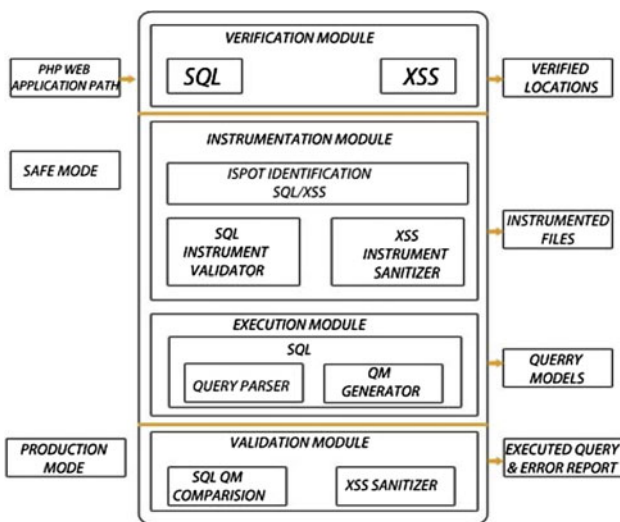 VERIFICATION MODULE
PHP WEB
APPLICATION PATH
SQL
XSS
VERIFIED
LOCATIONS
INSTRUMENTATION MODULE
SAFE MODE
ISPOT IDENTIFICATION
SQL/XSS
SQL
INSTRUMENT
VALIDATOR
XSS
INSTRUMENT
SANITIZER
INSTRUMENTED
FILES
EXECUTION MODULE
SQL
QUERY PARSER
QM
GENERATOR
QUERRY
MODELS
PRODUCTION
MODE
VALIDATION MODULE
SQL QM
COMPARISION
XSS SANITIZER
EXECUTED QUERY
& ERROR REPORT